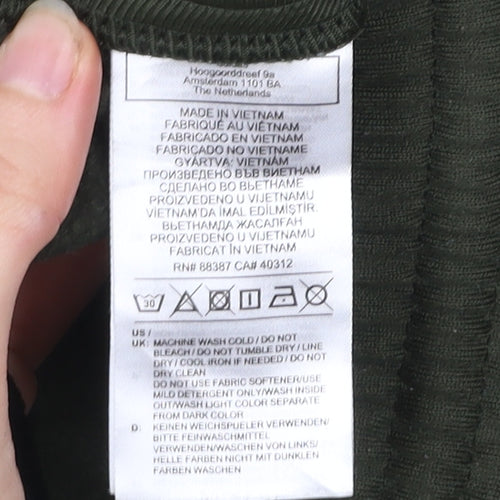 Hoogoorddreef 9a
Amsterdam 1101 BA
The Netherlands
MADE IN VIETNAM
FABRIQUÉ AU VIÊTNAM
FABRICADO EN VIETNAM
FABRICADO NO VIETNAME
GYÁRTVA: VIETNÁM
ПРОИЗВЕДЕНО ВЪВ ВИЕТНАМ
СДЕЛАНО ВО ВЬЕТНАМЕ
PROIZVEDENO U VIJETNAMU
VIETNAM'DA İMAL EDİLMİŞTİR.
ВЬЕТНАМДА ЖАСАЛҒАН
PROIZVEDENO U VIJETNAMU
FABRICAT ÎN VIETNAM
RN# 88387 CA# 40312
30
US /
UK: MACHINE WASH COLD / DO NOT
BLEACH / DO NOT TUMBLE DRY / LINE
DRY / COOL IRON IF NEEDED / DO NOT
DRY CLEAN
DO NOT USE FABRIC SOFTENER/USE
MILD DETERGENT ONLY/WASH INSIDE
OUT/WASH LIGHT COLOR SEPARATE
FROM DARK COLOR
D: KEINEN WEICHSPUELER VERWENDEN/
BITTE FEINWASCHMITTEL
VERWENDEN/WASCHEN VON LINKS/
HELLE FARBEN NICHT MIT DUNKLEN
FARBEN WASCHEN